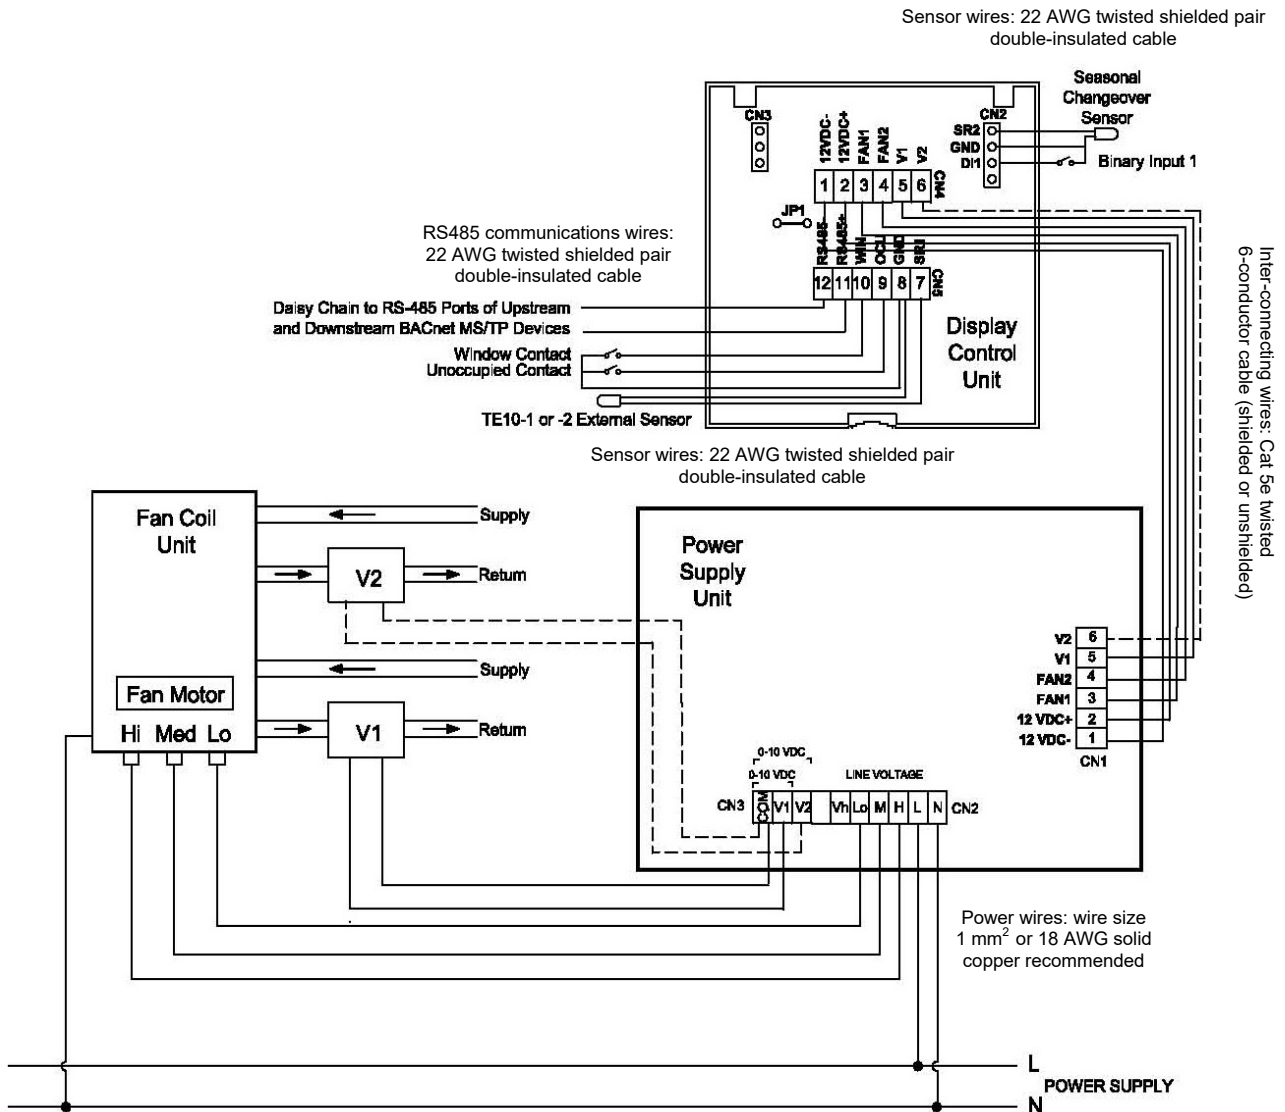 Sensor wires: 22 AWG twisted shielded pair
double-insulated cable
Seasonal
Changeover
Sensor
CN3
CN2
SR2
GND
DI1
Binary Input 1
12VDC-
12VDC+
FAN1
FAN2
V1
V2
1 2 3 4 5 6
CN4
JP1
RS485-
RS485+
WIN
OCU
GND
SR1
12 11 10 9 8 7
CN5
RS485 communications wires:
22 AWG twisted shielded pair
double-insulated cable
Daisy Chain to RS-485 Ports of Upstream
and Downstream BACnet MS/TP Devices
Window Contact
Unoccupied Contact
TE10-1 or -2 External Sensor
Display
Control
Unit
Inter-connecting wires: Cat 5e twisted
6-conductor cable (shielded or unshielded)
Sensor wires: 22 AWG twisted shielded pair
double-insulated cable
Fan Coil
Unit
Supply
V2
Return
Supply
Fan Motor
Hi Med Lo
V1
Return
Power
Supply
Unit
V2 6
V1 5
FAN2 4
FAN1 3
12 VDC+ 2
12 VDC- 1
CN1
0-10 VDC
0-10 VDC
LINE VOLTAGE
CN3 COM V1 V2 Vh Lo M H L N CN2
Power wires: wire size
1 mm² or 18 AWG solid
copper recommended
L
POWER SUPPLY
N